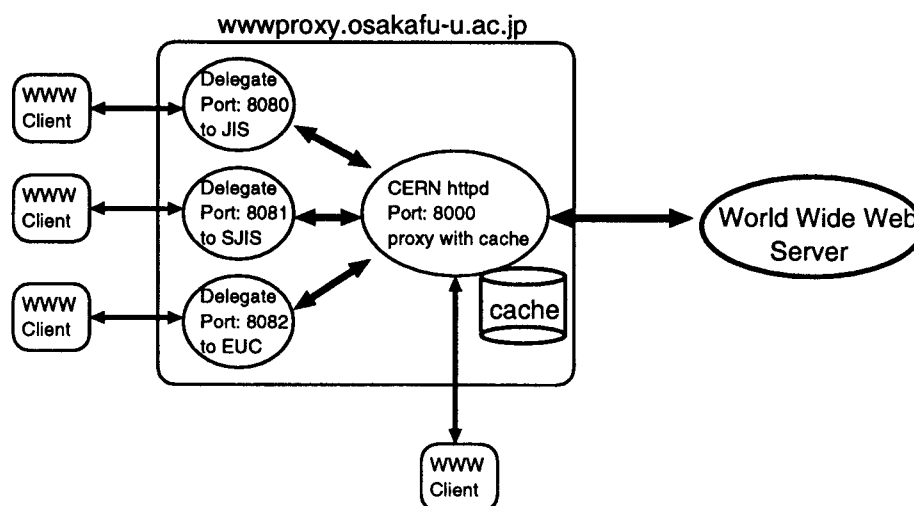 wwwproxy.osakafu-u.ac.jp
WWW
Client
Delegate
Port: 8080
to JIS
WWW
Client
Delegate
Port: 8081
to SJIS
CERN httpd
Port: 8000
proxy with cache
World Wide Web
Server
WWW
Client
Delegate
Port: 8082
to EUC
cache
WWW
Client